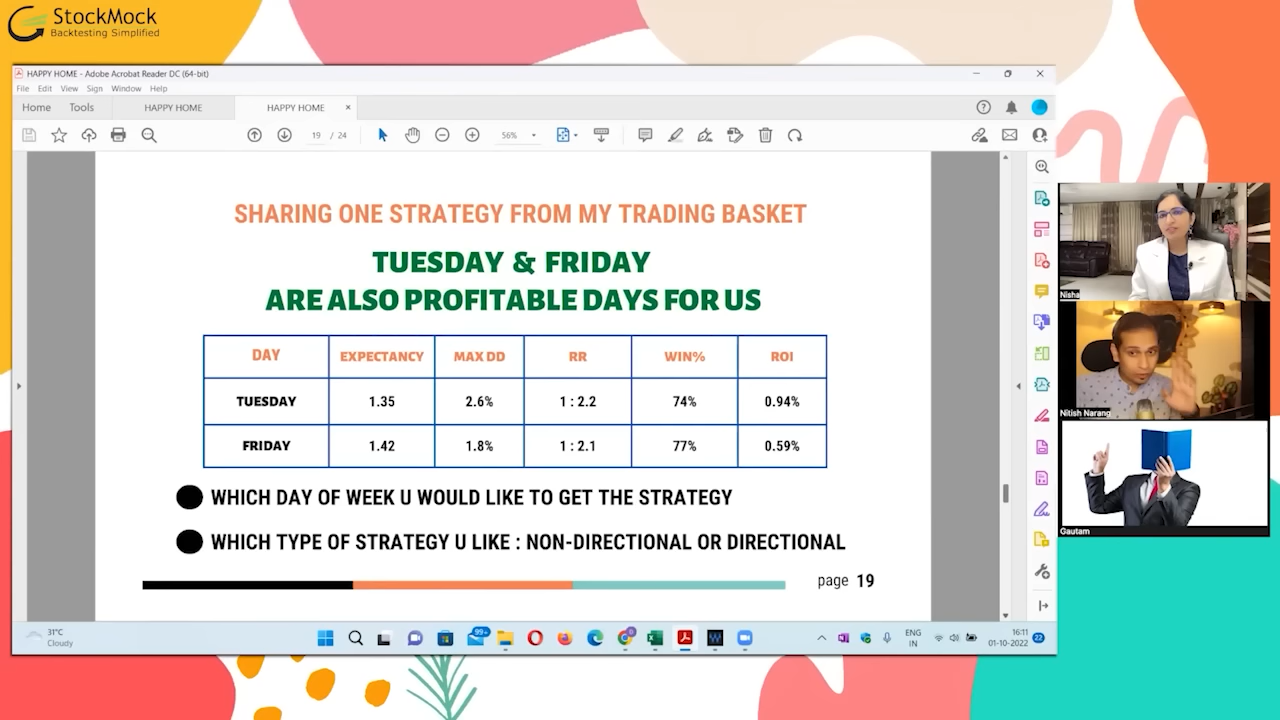 StockMock
Backtesting Simplified
HAPPY HOME - Adobe Acrobat Reader DC (64-bit)
File Edit View Sign Window Help
Home Tools HAPPY HOME HAPPY HOME ×
19 / 24 56%
SHARING ONE STRATEGY FROM MY TRADING BASKET
TUESDAY & FRIDAY
ARE ALSO PROFITABLE DAYS FOR US
DAY EXPECTANCY MAX DD RR WIN% ROI
TUESDAY 1.35 2.6% 1 : 2.2 74% 0.94%
FRIDAY 1.42 1.8% 1 : 2.1 77% 0.59%
WHICH DAY OF WEEK U WOULD LIKE TO GET THE STRATEGY
WHICH TYPE OF STRATEGY U LIKE : NON-DIRECTIONAL OR DIRECTIONAL
page 19
Nisha
Nitish Narang
Gautam
31°C
Cloudy
99+
ENG
IN
16:11
01-10-2022
22